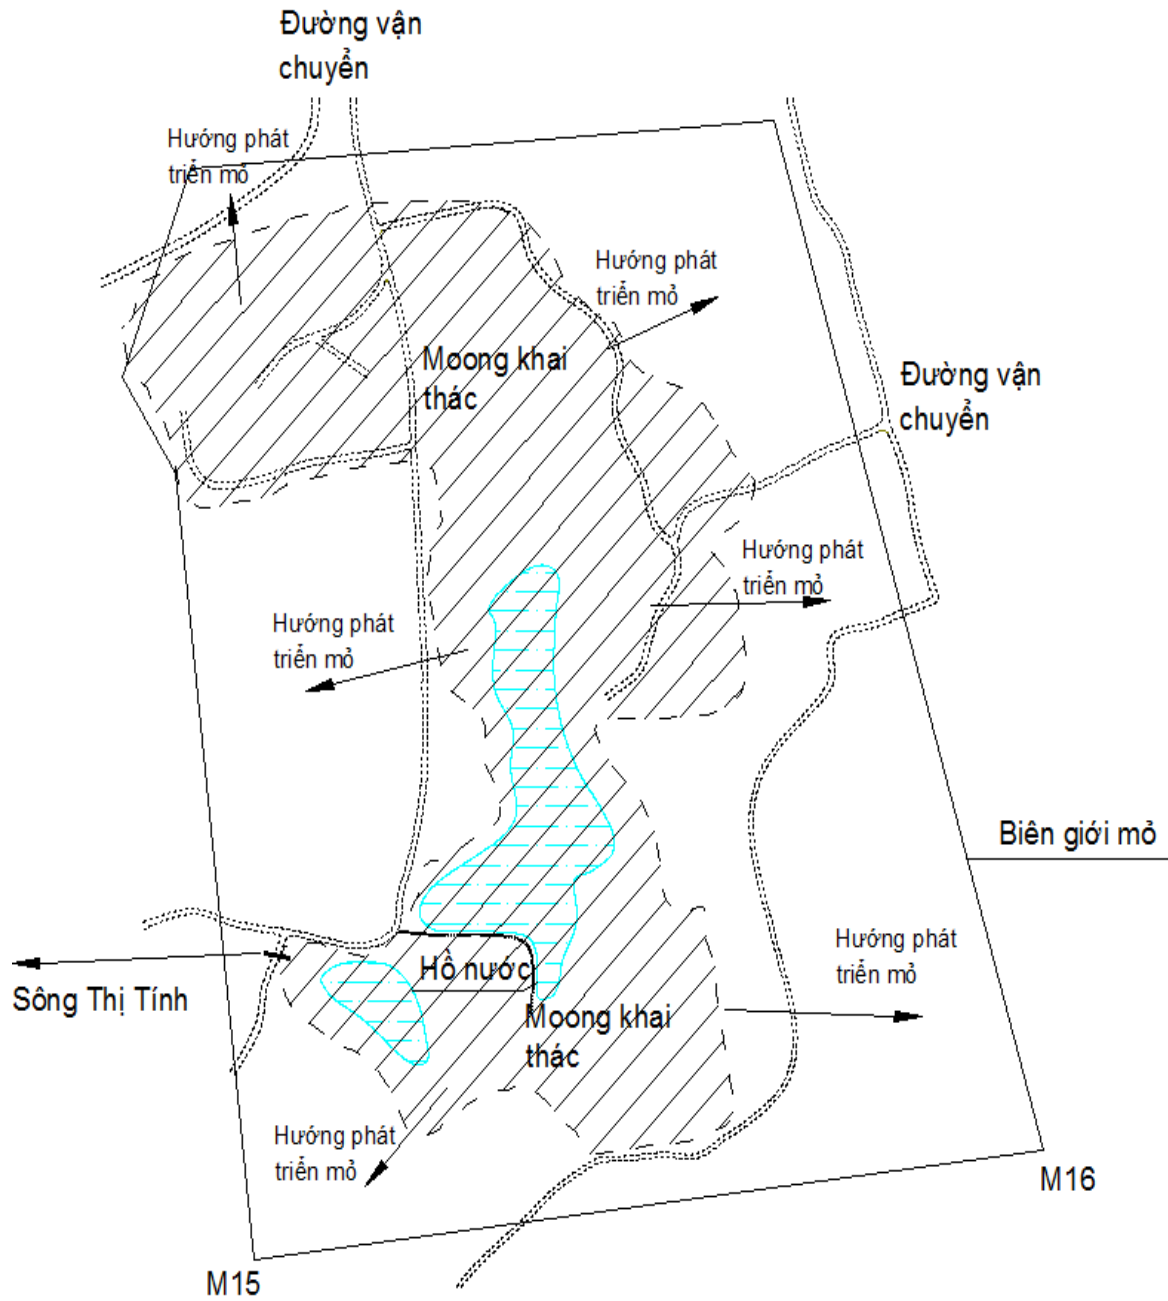 Đường vận
chuyển
Hướng phát
triển mỏ
Hướng phát
triển mỏ
Moong khai
thác
Đường vận
chuyển
Hướng phát
triển mỏ
Hướng phát
triển mỏ
Biên giới mỏ
Hướng phát
triển mỏ
Hồ nước
Sông Thị Tính
Moong khai
thác
Hướng phát
triển mỏ
M16
M15